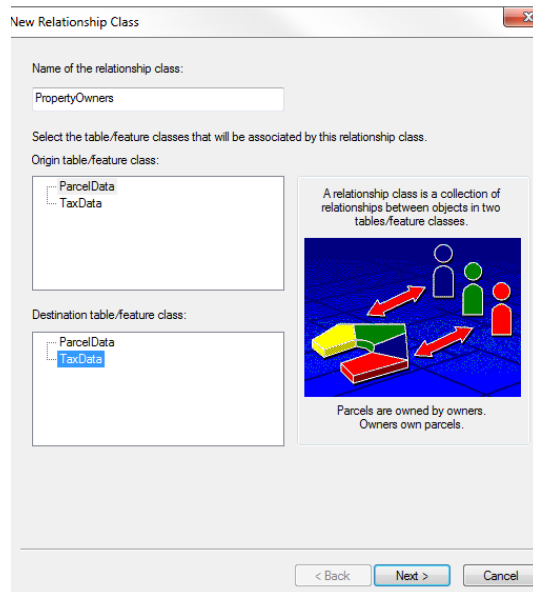 New Relationship Class
Name of the relationship class:
PropertyOwners
Select the table/feature classes that will be associated by this relationship class.
Origin table/feature class:
ParcelData
TaxData
A relationship class is a collection of
relationships between objects in two
tables/feature classes.
Destination table/feature class:
ParcelData
TaxData
Parcels are owned by owners.
Owners own parcels.
< Back
Next >
Cancel